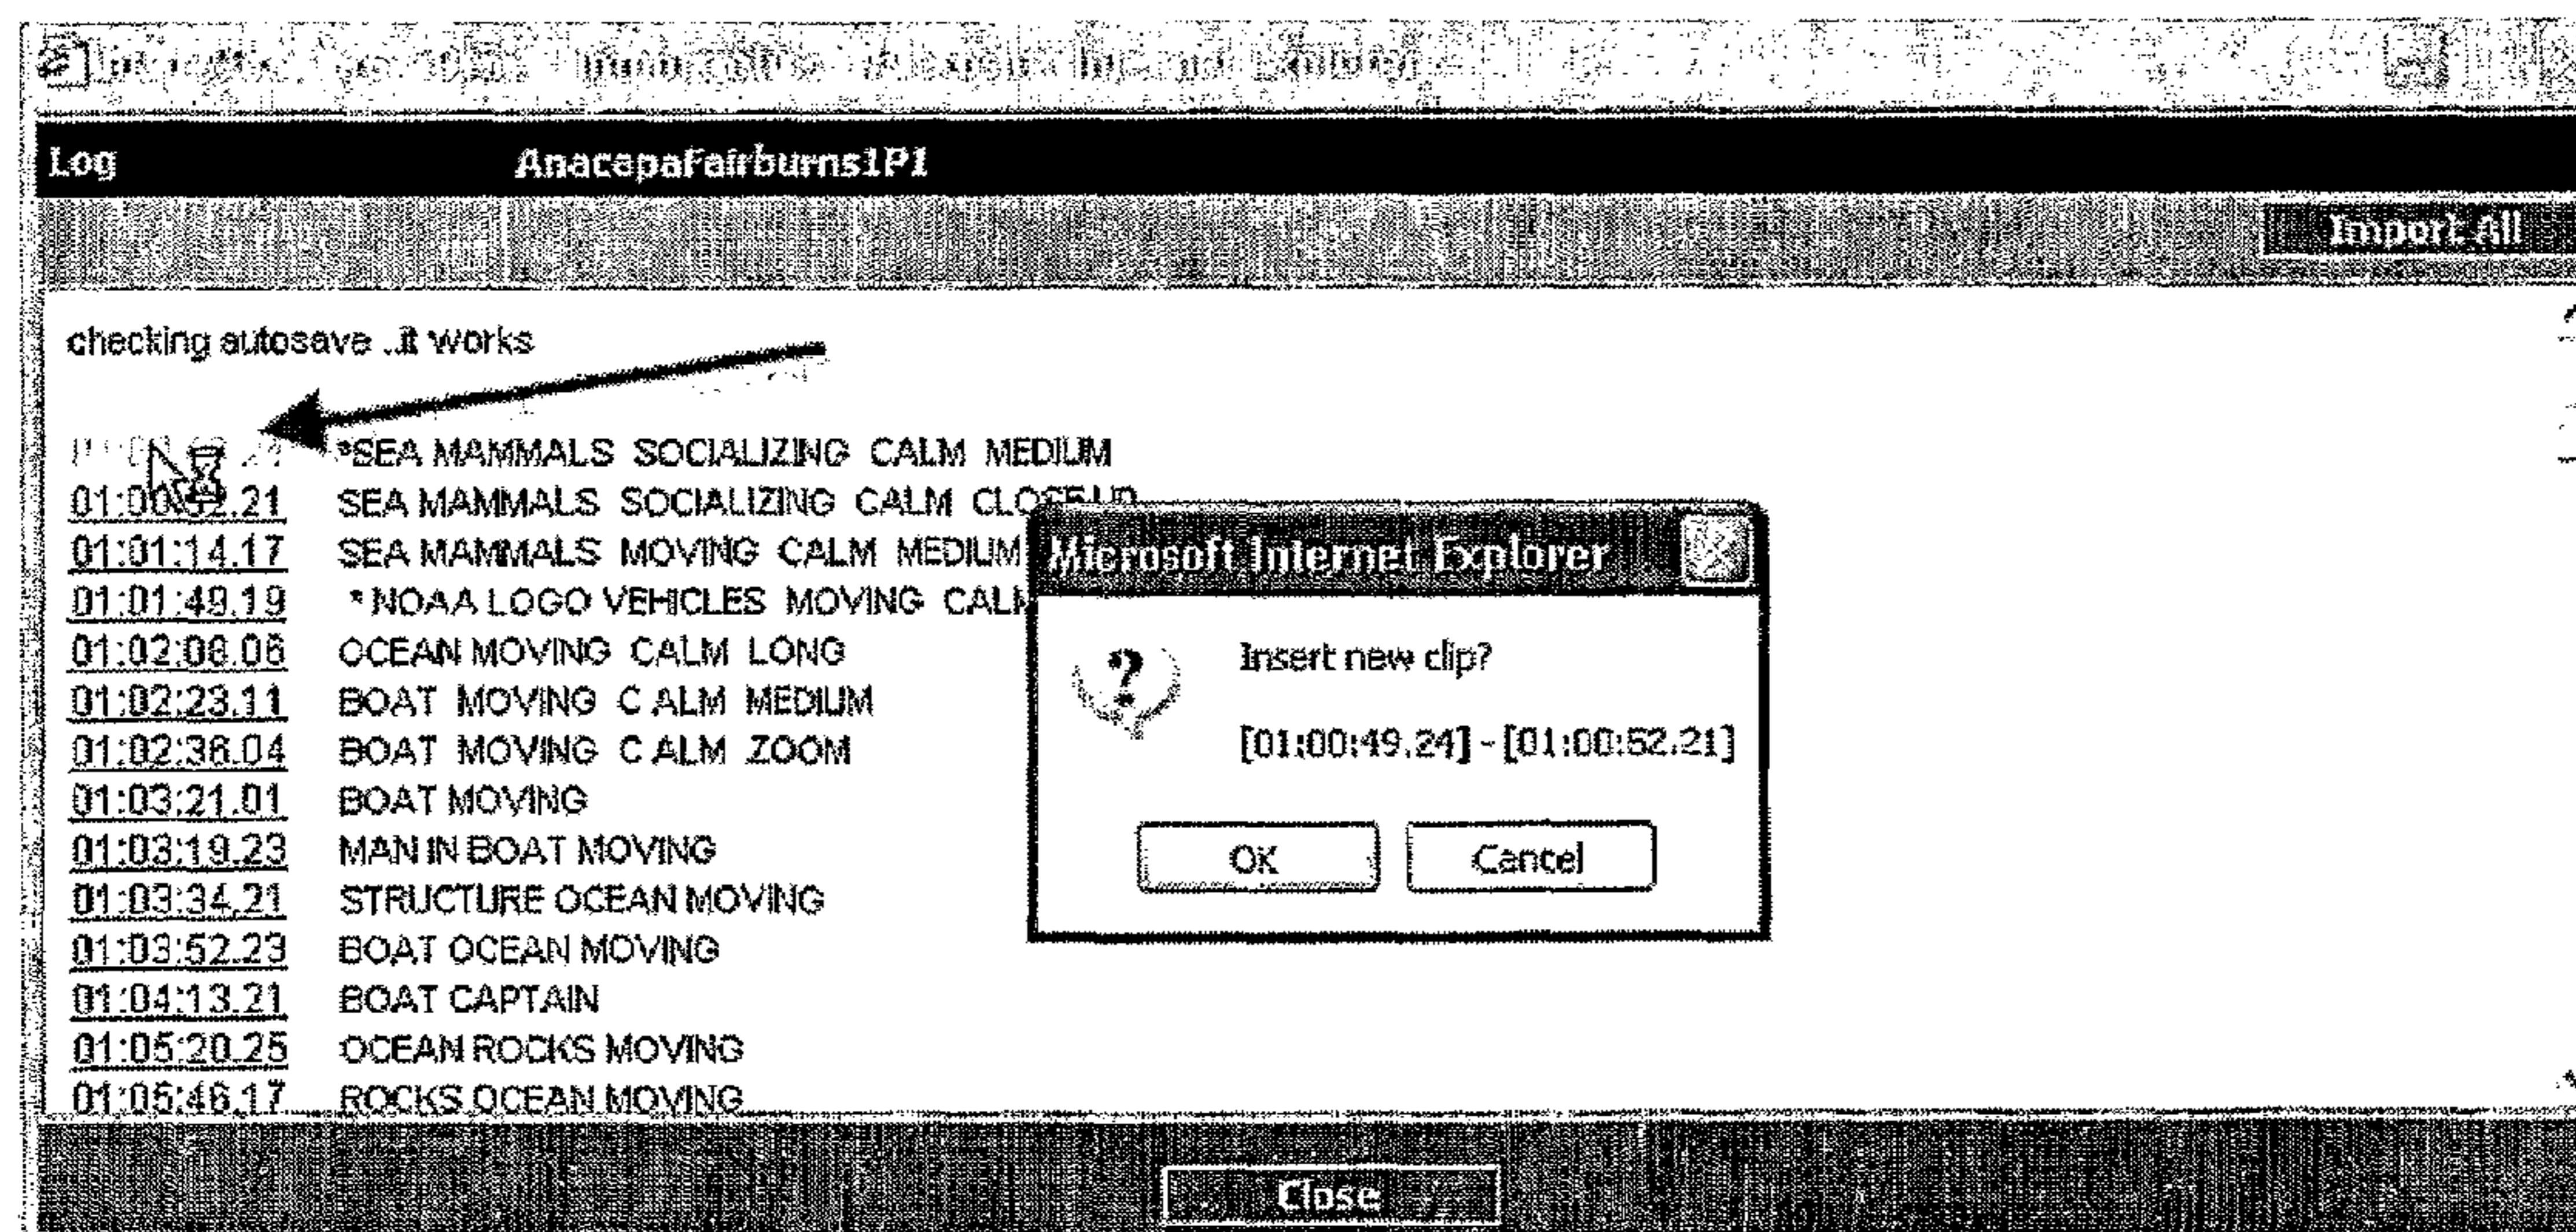 Log AnacapaFairburns1P1
Import All
checking autosave ..it works
*SEA MAMMALS SOCIALIZING CALM MEDIUM
01:00:52.21 SEA MAMMALS SOCIALIZING CALM CLOSE UP
01:01:14.17 SEA MAMMALS MOVING CALM MEDIUM
01:01:49.19 * NOAA LOGO VEHICLES MOVING CALM
01:02:08.06 OCEAN MOVING CALM LONG
01:02:23.11 BOAT MOVING C ALM MEDIUM
01:02:36.04 BOAT MOVING C ALM ZOOM
01:03:21.01 BOAT MOVING
01:03:19.23 MAN IN BOAT MOVING
01:03:34.21 STRUCTURE OCEAN MOVING
01:03:52.23 BOAT OCEAN MOVING
01:04:13.21 BOAT CAPTAIN
01:05:20.25 OCEAN ROCKS MOVING
01:05:46.17 ROCKS OCEAN MOVING
Microsoft Internet Explorer
Insert new clip?
[01:00:49.24] - [01:00:52.21]
OK Cancel
Close